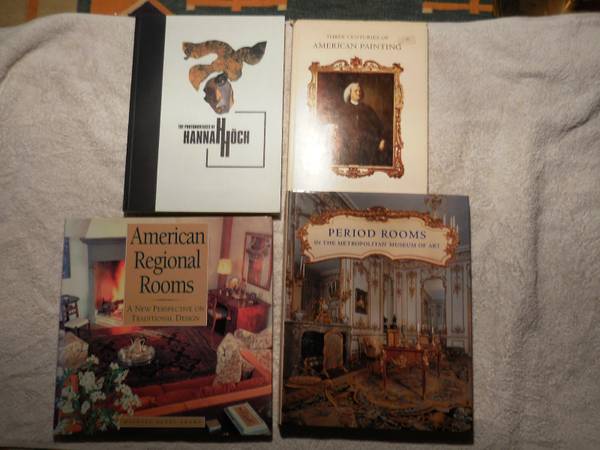 THE PHOTOMONTAGES OF
HANNAH HÖCH
THREE CENTURIES OF
AMERICAN PAINTING
American
Regional
Rooms
A NEW PERSPECTIVE ON
TRADITIONAL DESIGN
PERIOD ROOMS
IN THE METROPOLITAN MUSEUM OF ART